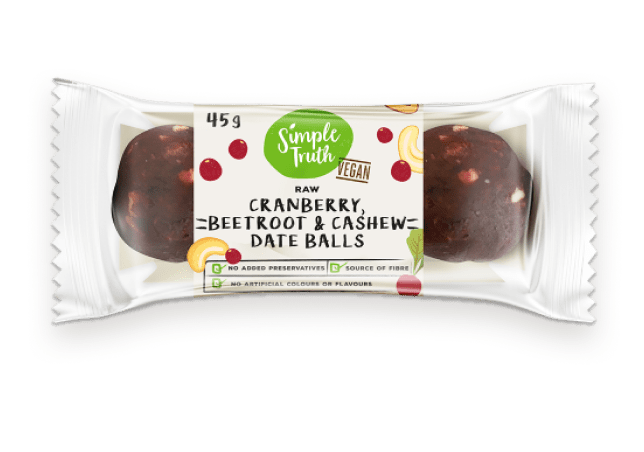 45g
Simple
Truth
VEGAN
RAW
CRANBERRY,
BEETROOT & CASHEW
DATE BALLS
NO ADDED PRESERVATIVES
SOURCE OF FIBRE
NO ARTIFICIAL COLOURS OR FLAVOURS